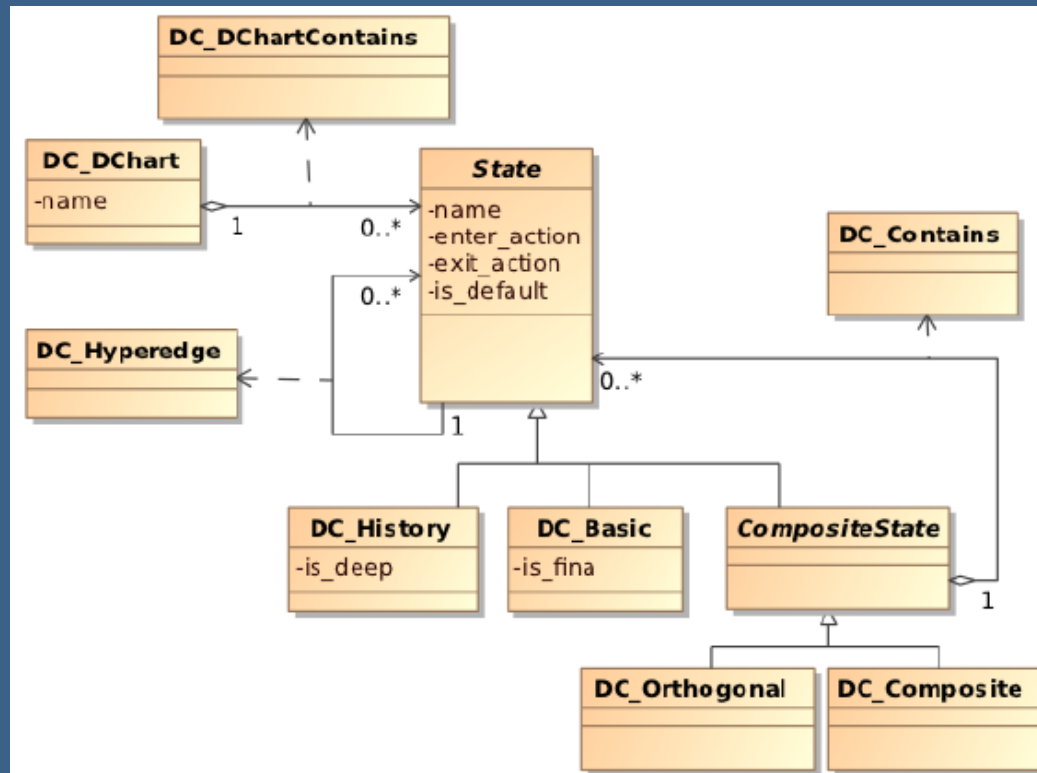 DC_DChartContains
DC_DChart
-name
1
0..*
State
-name
-enter_action
-exit_action
-is_default
0..*
DC_Contains
DC_Hyperedge
0..*
1
DC_History
-is_deep
DC_Basic
-is_fina
CompositeState
1
DC_Orthogonal
DC_Composite